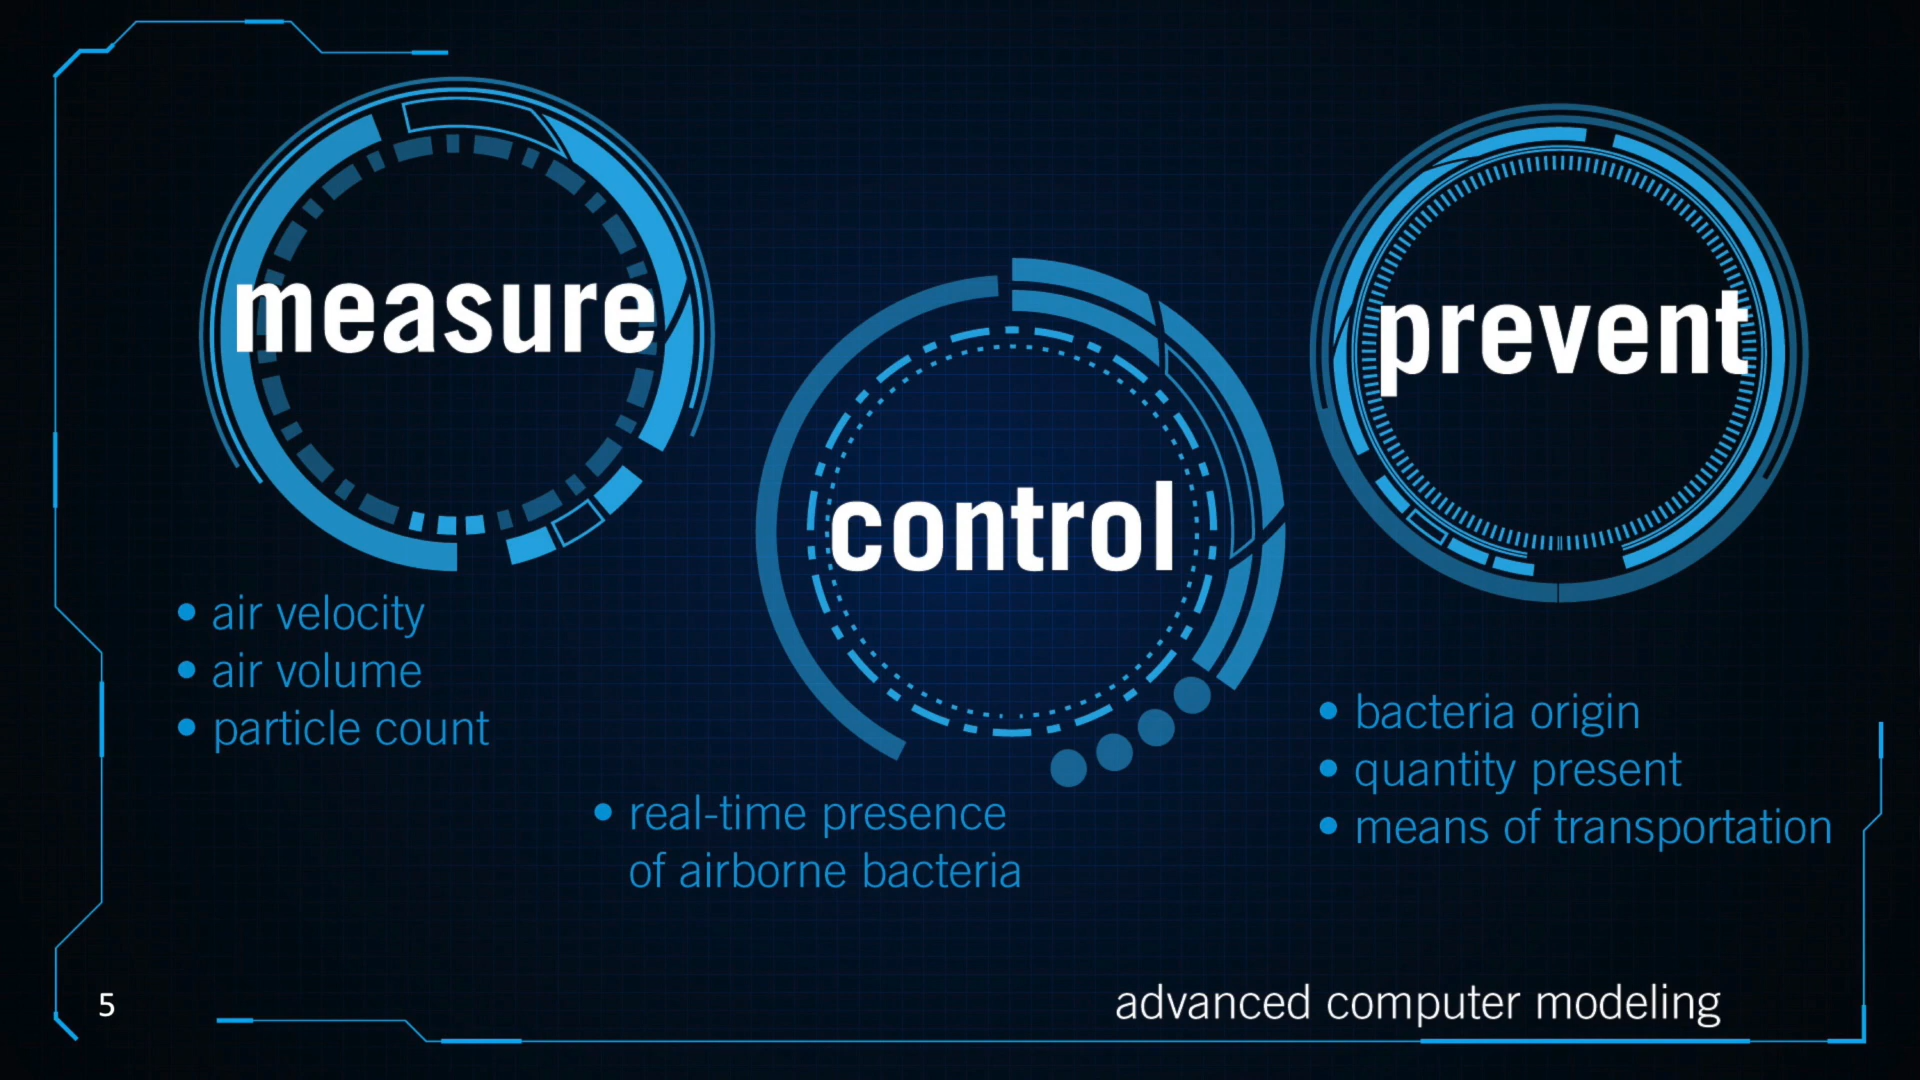 measure
• air velocity
• air volume
• particle count
control
• real-time presence
of airborne bacteria
prevent
• bacteria origin
• quantity present
• means of transportation
advanced computer modeling
5